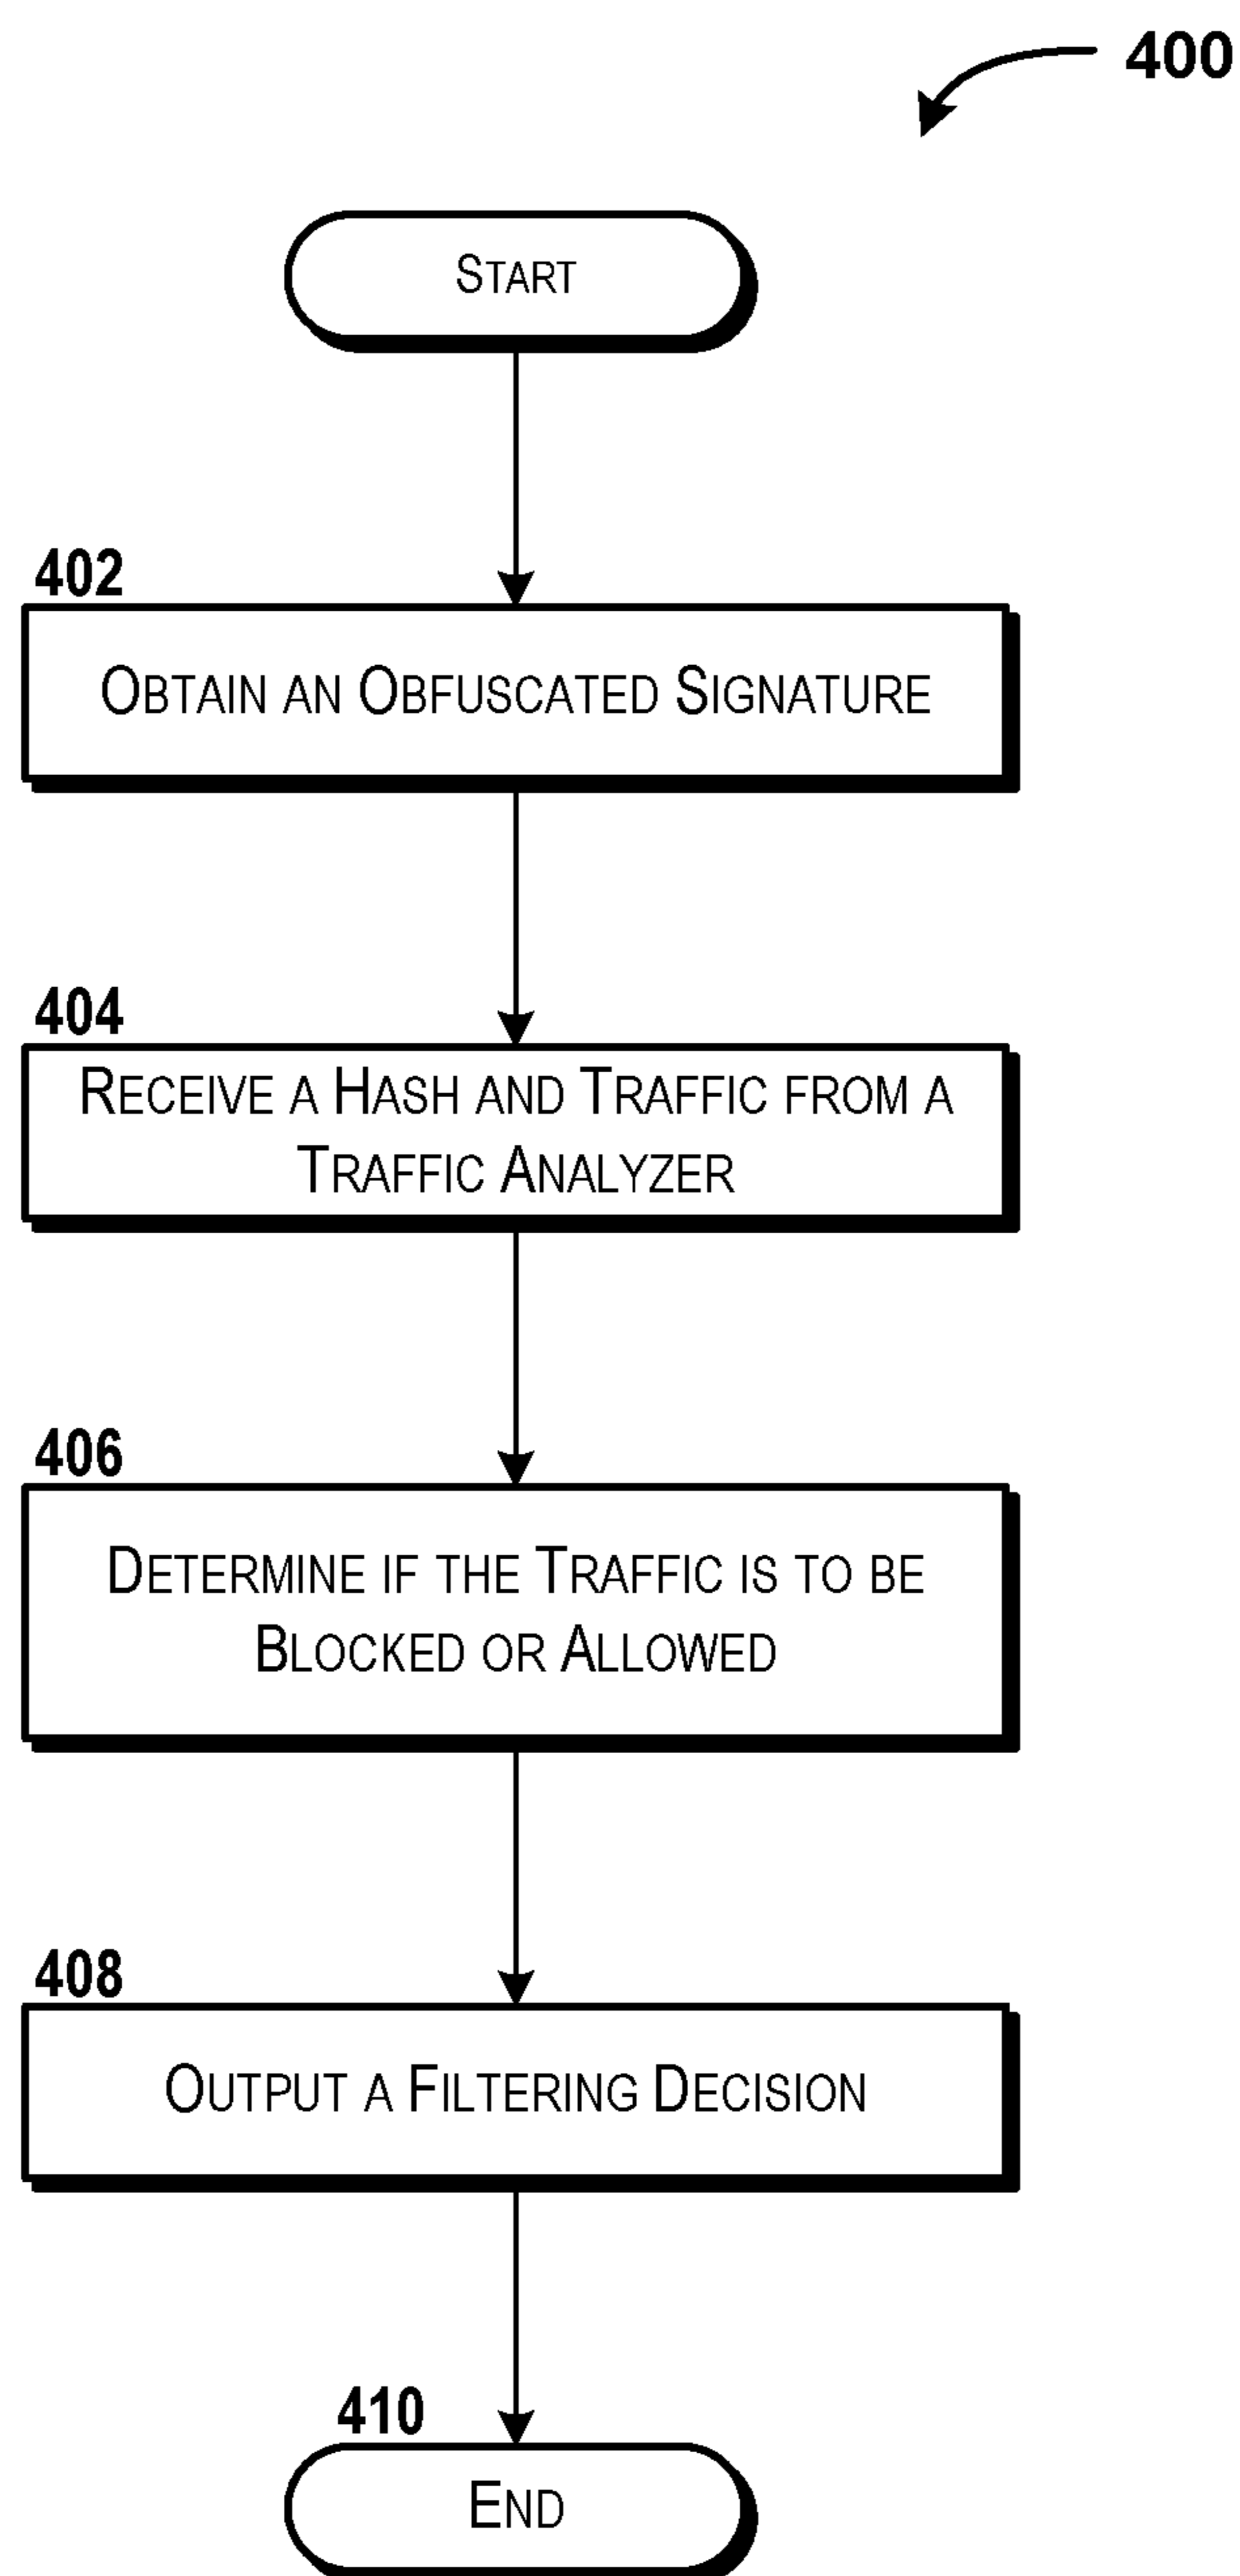 400
START
402
OBTAIN AN OBFUSCATED SIGNATURE
404
RECEIVE A HASH AND TRAFFIC FROM A
TRAFFIC ANALYZER
406
DETERMINE IF THE TRAFFIC IS TO BE
BLOCKED OR ALLOWED
408
OUTPUT A FILTERING DECISION
410
END